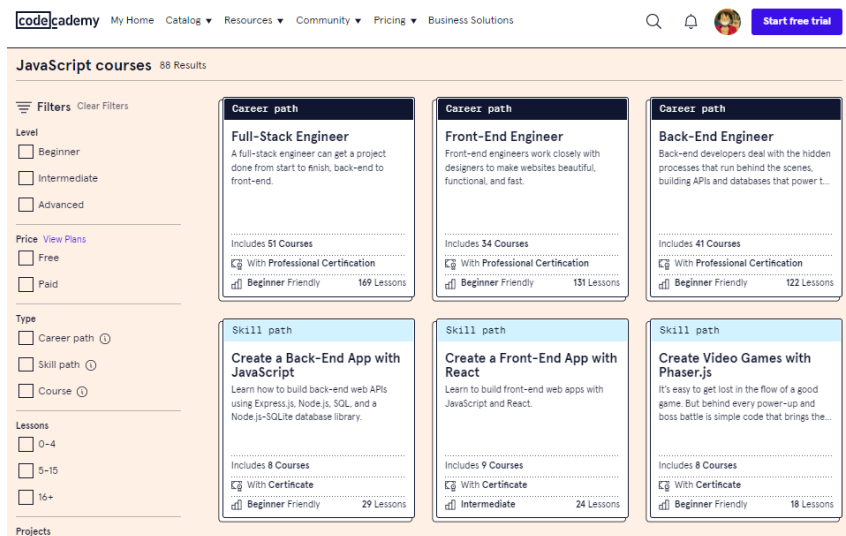 codecademy My Home Catalog Resources Community Pricing Business Solutions Start free trial
JavaScript courses 88 Results
Filters Clear Filters
Level
Beginner
Intermediate
Advanced
Price View Plans
Free
Paid
Type
Career path
Skill path
Course
Lessons
0-4
5-15
16+
Projects
Career path
Full-Stack Engineer
A full-stack engineer can get a project
done from start to finish, back-end to
front-end.
Includes 51 Courses
With Professional Certification
Beginner Friendly 169 Lessons
Career path
Front-End Engineer
Front-end engineers work closely with
designers to make websites beautiful,
functional, and fast.
Includes 34 Courses
With Professional Certification
Beginner Friendly 131 Lessons
Career path
Back-End Engineer
Back-end developers deal with the hidden
processes that run behind the scenes,
building APIs and databases that power t...
Includes 41 Courses
With Professional Certification
Beginner Friendly 122 Lessons
Skill path
Create a Back-End App with
JavaScript
Learn how to build back-end web APIs
using Express.js, Node.js, SQL, and a
Node.js-SQLite database library.
Includes 8 Courses
With Certificate
Beginner Friendly 29 Lessons
Skill path
Create a Front-End App with
React
Learn to build front-end web apps with
JavaScript and React.
Includes 9 Courses
With Certificate
Intermediate 24 Lessons
Skill path
Create Video Games with
Phaser.js
It's easy to get lost in the flow of a good
game. But behind every power-up and
boss battle is simple code that brings the...
Includes 8 Courses
With Certificate
Beginner Friendly 18 Lessons